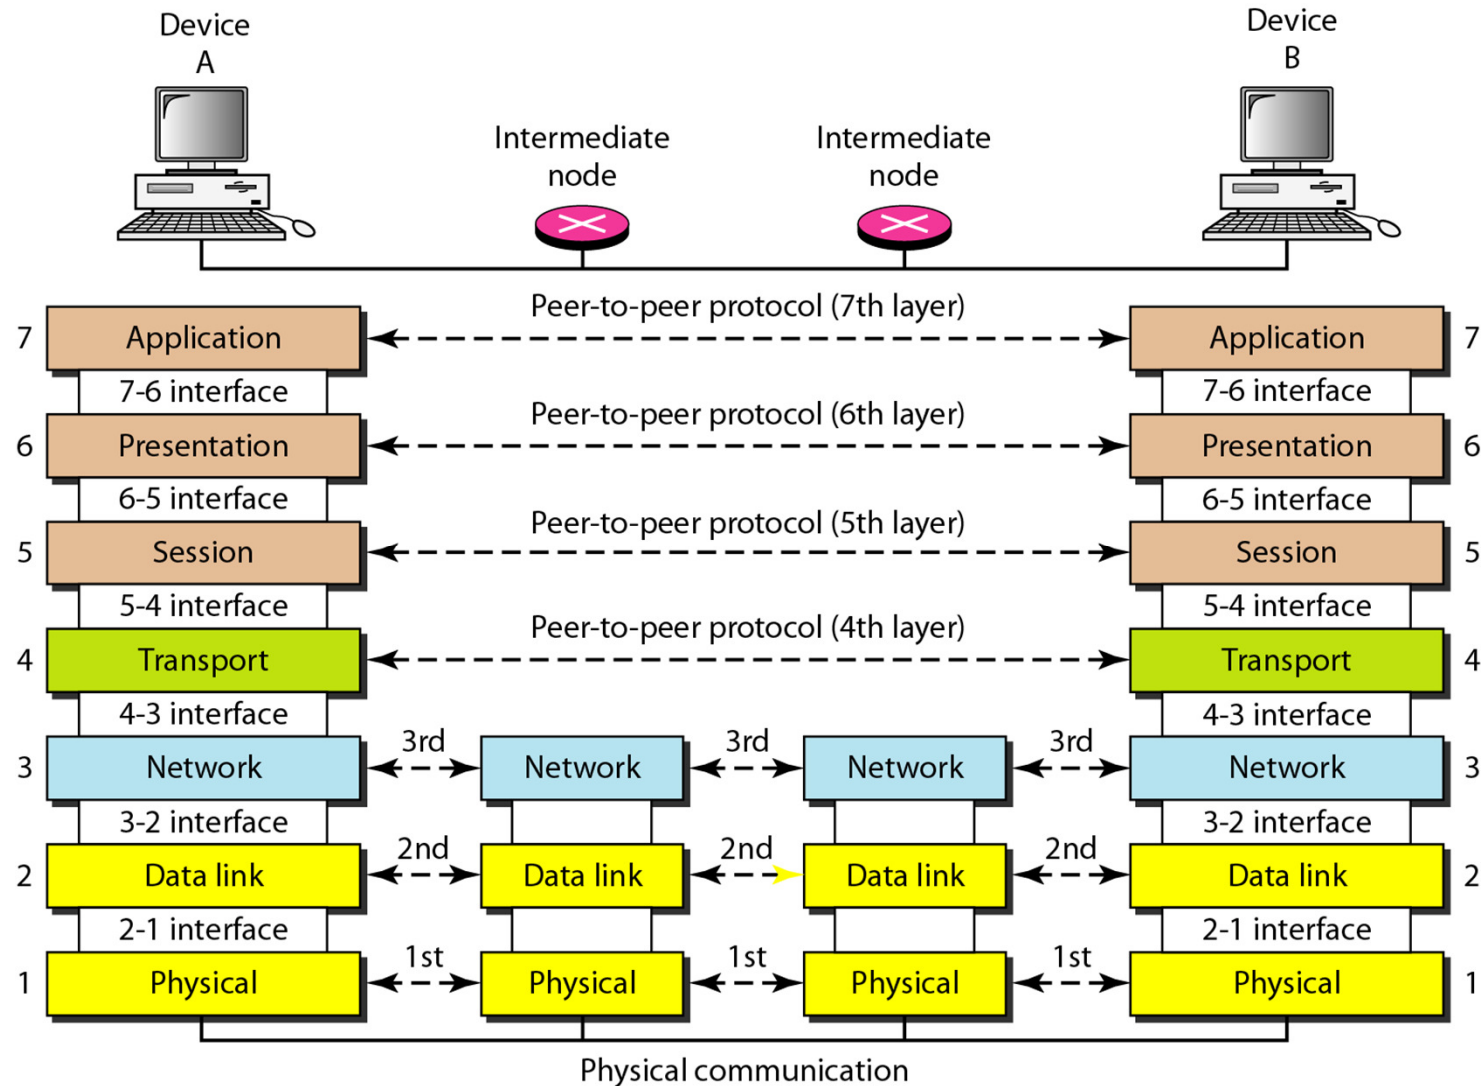 Device
A
Device
B
Intermediate
node
Intermediate
node
Peer-to-peer protocol (7th layer)
7 Application Application 7
7-6 interface 7-6 interface
Peer-to-peer protocol (6th layer)
6 Presentation Presentation 6
6-5 interface 6-5 interface
Peer-to-peer protocol (5th layer)
5 Session Session 5
5-4 interface 5-4 interface
Peer-to-peer protocol (4th layer)
4 Transport Transport 4
4-3 interface 4-3 interface
3rd 3rd 3rd
3 Network Network Network Network 3
3-2 interface 3-2 interface
2nd 2nd 2nd
2 Data link Data link Data link Data link 2
2-1 interface 2-1 interface
1st 1st 1st
1 Physical Physical Physical Physical 1
Physical communication